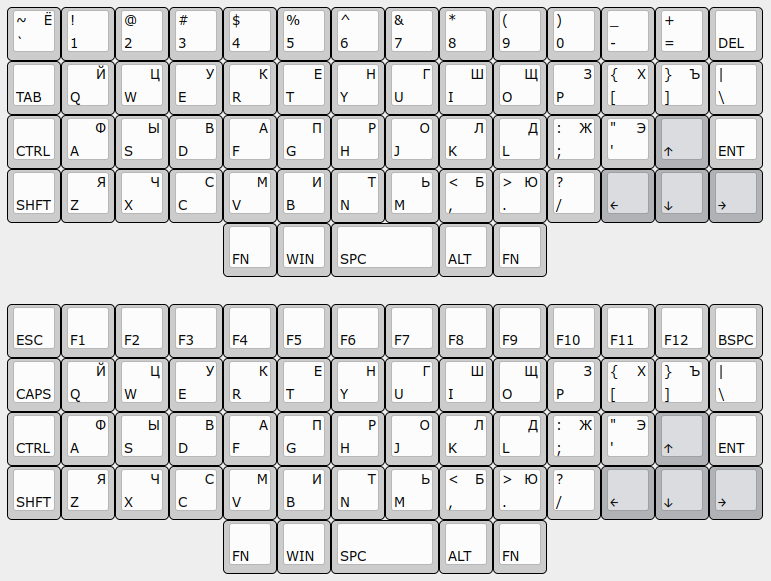 ~ Ё ! @ # $ % ^ & * ( ) _ +
` 1 2 3 4 5 6 7 8 9 0 - = DEL
Й Ц У К Е Н Г Ш Щ З { Х } Ъ |
TAB Q W E R T Y U I O P [ ] \
Ф Ы В А П Р О Л Д : Ж " Э
CTRL A S D F G H J K L ; ' ↑ ENT
Я Ч С М И Т Ь < Б > Ю ?
SHFT Z X C V B N M , . / ← ↓ →
FN WIN SPC ALT FN
ESC F1 F2 F3 F4 F5 F6 F7 F8 F9 F10 F11 F12 BSPC
Й Ц У К Е Н Г Ш Щ З { Х } Ъ |
CAPS Q W E R T Y U I O P [ ] \
Ф Ы В А П Р О Л Д : Ж " Э
CTRL A S D F G H J K L ; ' ↑ ENT
Я Ч С М И Т Ь < Б > Ю ?
SHFT Z X C V B N M , . / ← ↓ →
FN WIN SPC ALT FN